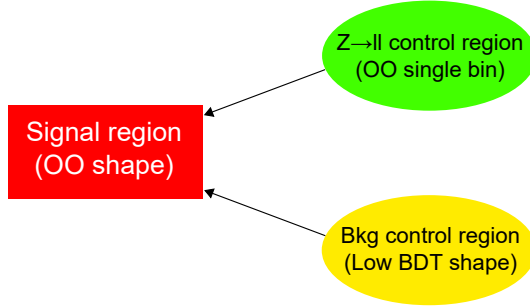 Z→ll control region
(OO single bin)
Signal region
(OO shape)
Bkg control region
(Low BDT shape)